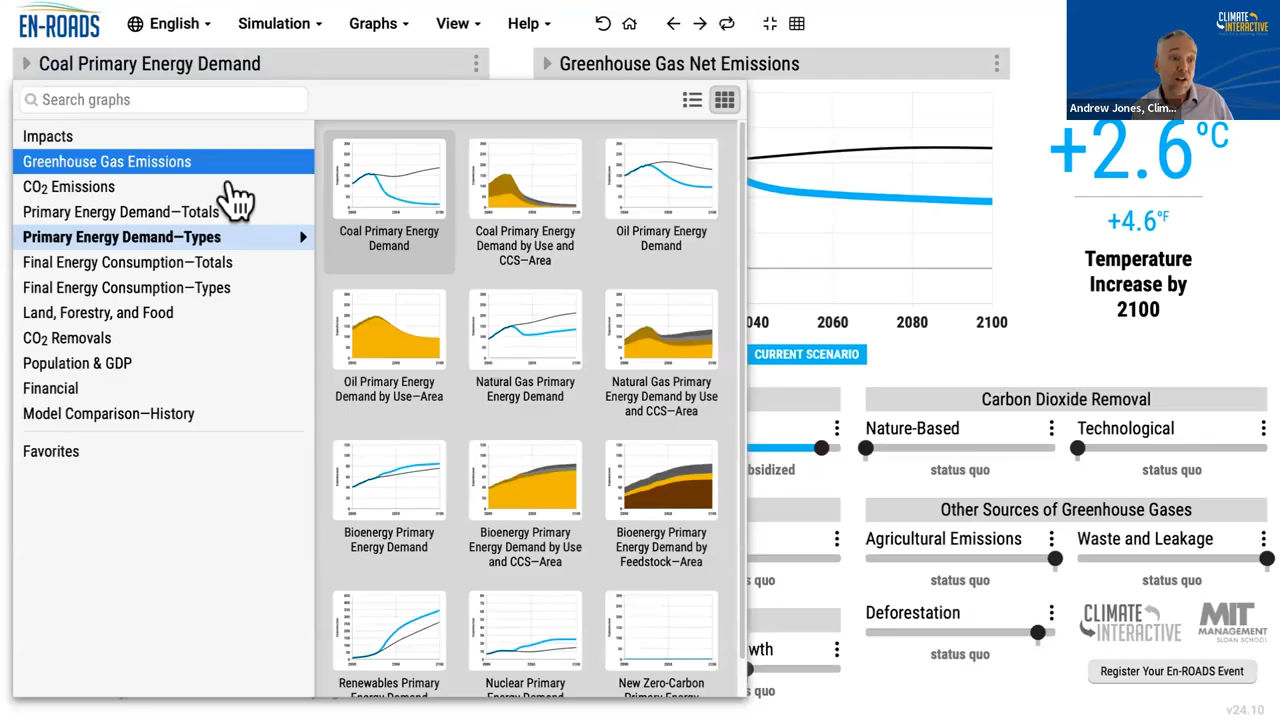 EN-ROADS
English
Simulation
Graphs
View
Help
CLIMATE
INTERACTIVE
Andrew Jones, Clim...
Coal Primary Energy Demand
Greenhouse Gas Net Emissions
Search graphs
Impacts
Greenhouse Gas Emissions
CO₂ Emissions
Primary Energy Demand—Totals
Primary Energy Demand—Types
Final Energy Consumption—Totals
Final Energy Consumption—Types
Land, Forestry, and Food
CO₂ Removals
Population & GDP
Financial
Model Comparison—History
Favorites
Coal Primary Energy
Demand
Coal Primary Energy
Demand by Use and
CCS—Area
Oil Primary Energy
Demand
Oil Primary Energy
Demand by Use—Area
Natural Gas Primary
Energy Demand
Natural Gas Primary
Energy Demand by Use
and CCS—Area
Bioenergy Primary
Energy Demand
Bioenergy Primary
Energy Demand by Use
and CCS—Area
Bioenergy Primary
Energy Demand by
Feedstock—Area
Renewables Primary
Energy Demand
Nuclear Primary
Energy Demand
New Zero-Carbon
Primary Energy
040 2060 2080 2100
CURRENT SCENARIO
+2.6 °C
+4.6 °F
Temperature
Increase by
2100
bsidized
s quo
wth
s quo
Carbon Dioxide Removal
Nature-Based
status quo
Technological
status quo
Other Sources of Greenhouse Gases
Agricultural Emissions
status quo
Waste and Leakage
status quo
Deforestation
status quo
CLIMATE
INTERACTIVE
MIT
MANAGEMENT
SLOAN SCHOOL
Register Your En-ROADS Event
v24.10